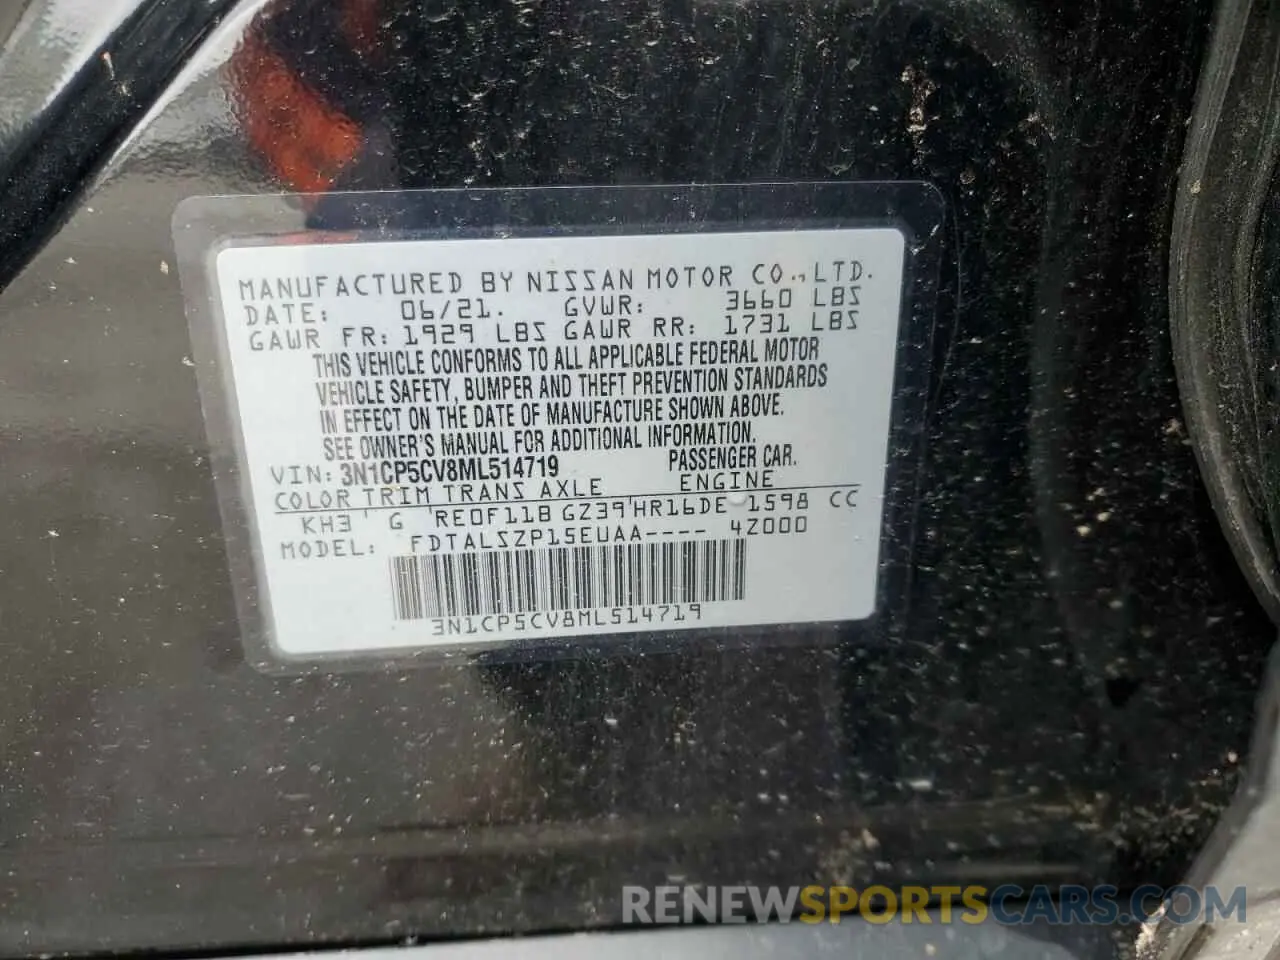 MANUFACTURED BY NISSAN MOTOR CO., LTD.
DATE: 06/21. GVWR: 3660 LBS
GAWR FR: 1929 LBS GAWR RR: 1731 LBS
THIS VEHICLE CONFORMS TO ALL APPLICABLE FEDERAL MOTOR
VEHICLE SAFETY, BUMPER AND THEFT PREVENTION STANDARDS
IN EFFECT ON THE DATE OF MANUFACTURE SHOWN ABOVE.
SEE OWNER'S MANUAL FOR ADDITIONAL INFORMATION.
VIN: 3N1CP5CV8ML514719 PASSENGER CAR.
COLOR TRIM TRANS AXLE ENGINE
KH3 G RE0F11B GZ39 HR16DE 1598 CC
MODEL: FDTALSZP15EUAA---- 4Z000
3N1CP5CV8ML514719
RENEWSPORTSCARS.COM